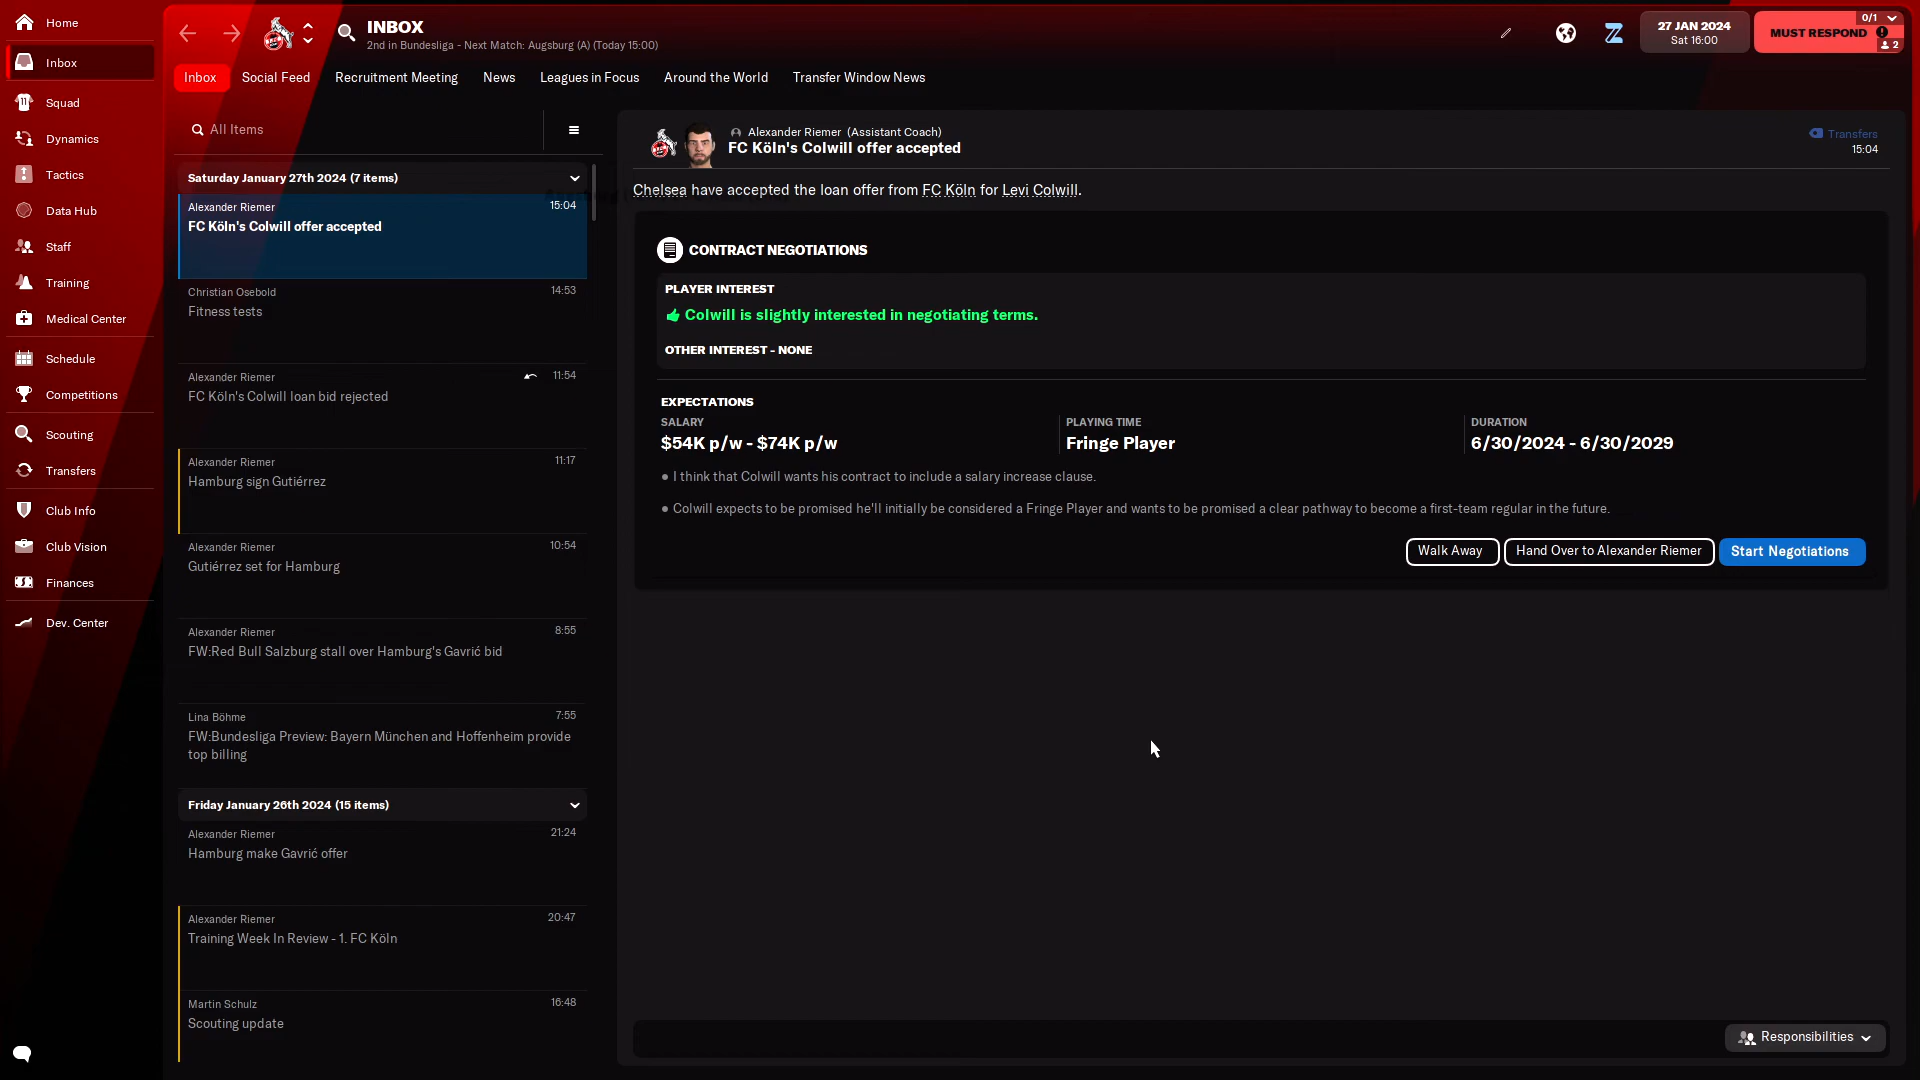 Home
Inbox
Squad
Dynamics
Tactics
Data Hub
Staff
Training
Medical Center
Schedule
Competitions
Scouting
Transfers
Club Info
Club Vision
Finances
Dev. Center
INBOX
2nd in Bundesliga - Next Match: Augsburg (A) (Today 15:00)
27 JAN 2024
Sat 16:00
0/1
MUST RESPOND
2
Inbox Social Feed Recruitment Meeting News Leagues in Focus Around the World Transfer Window News
All Items
Saturday January 27th 2024 (7 items)
Alexander Riemer 15:04
FC Köln's Colwill offer accepted
Christian Osebold 14:53
Fitness tests
Alexander Riemer 11:54
FC Köln's Colwill loan bid rejected
Alexander Riemer 11:17
Hamburg sign Gutiérrez
Alexander Riemer 10:54
Gutiérrez set for Hamburg
Alexander Riemer 8:55
FW:Red Bull Salzburg stall over Hamburg's Gavrić bid
Lina Böhme 7:55
FW:Bundesliga Preview: Bayern München and Hoffenheim provide
top billing
Friday January 26th 2024 (15 items)
Alexander Riemer 21:24
Hamburg make Gavrić offer
Alexander Riemer 20:47
Training Week In Review - 1. FC Köln
Martin Schulz 16:48
Scouting update
Alexander Riemer (Assistant Coach)
FC Köln's Colwill offer accepted
Transfers
15:04
Chelsea have accepted the loan offer from FC Köln for Levi Colwill.
CONTRACT NEGOTIATIONS
PLAYER INTEREST
Colwill is slightly interested in negotiating terms.
OTHER INTEREST - NONE
EXPECTATIONS
SALARY PLAYING TIME DURATION
$54K p/w - $74K p/w Fringe Player 6/30/2024 - 6/30/2029
• I think that Colwill wants his contract to include a salary increase clause.
• Colwill expects to be promised he'll initially be considered a Fringe Player and wants to be promised a clear pathway to become a first-team regular in the future.
Walk Away Hand Over to Alexander Riemer Start Negotiations
Responsibilities